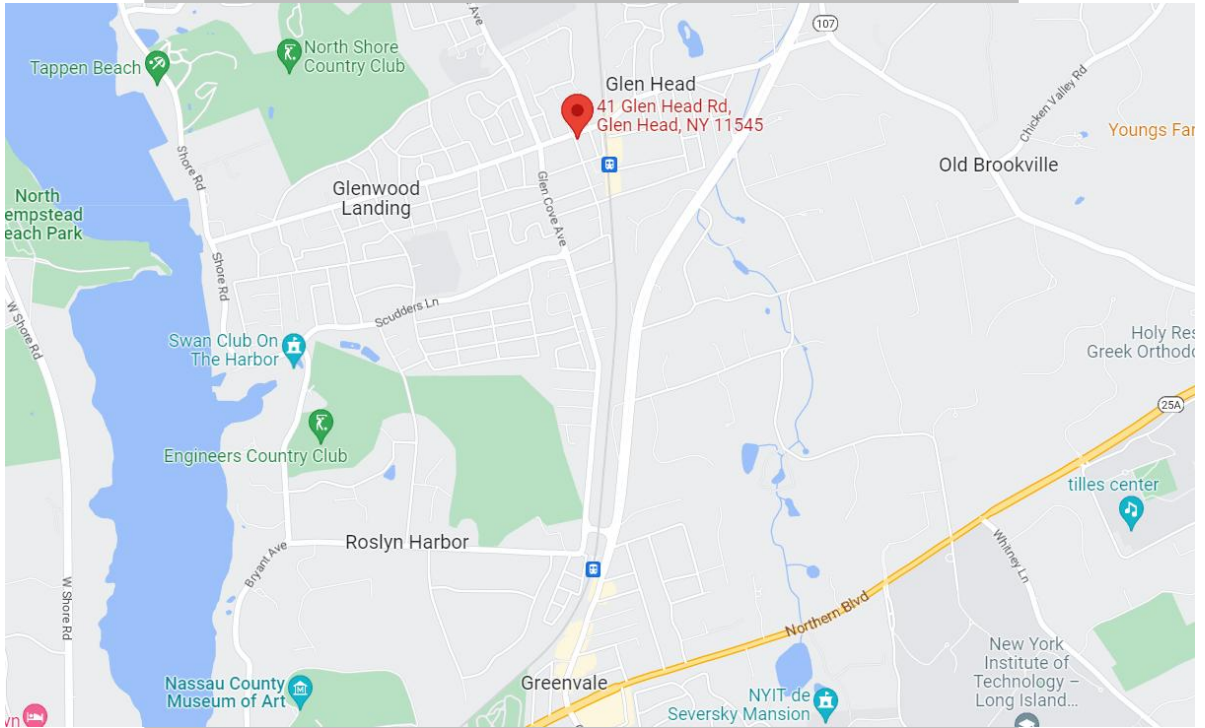 107
North Shore
Country Club
Tappen Beach
Glen Head
41 Glen Head Rd,
Glen Head, NY 11545
Chicken Valley Rd
Youngs Far
Old Brookville
Shore Rd
Glenwood
Landing
Glen Cove Ave
North
empstead
each Park
Shore Rd
W Shore Rd
Scudders Ln
Swan Club On
The Harbor
Holy Res
Greek Orthodo
25A
Engineers Country Club
tilles center
Roslyn Harbor
Bryant Ave
Whitney Ln
W Shore Rd
Northern Blvd
New York
Institute of
Technology –
Long Island...
Nassau County
Museum of Art
Greenvale
NYIT de
Seversky Mansion